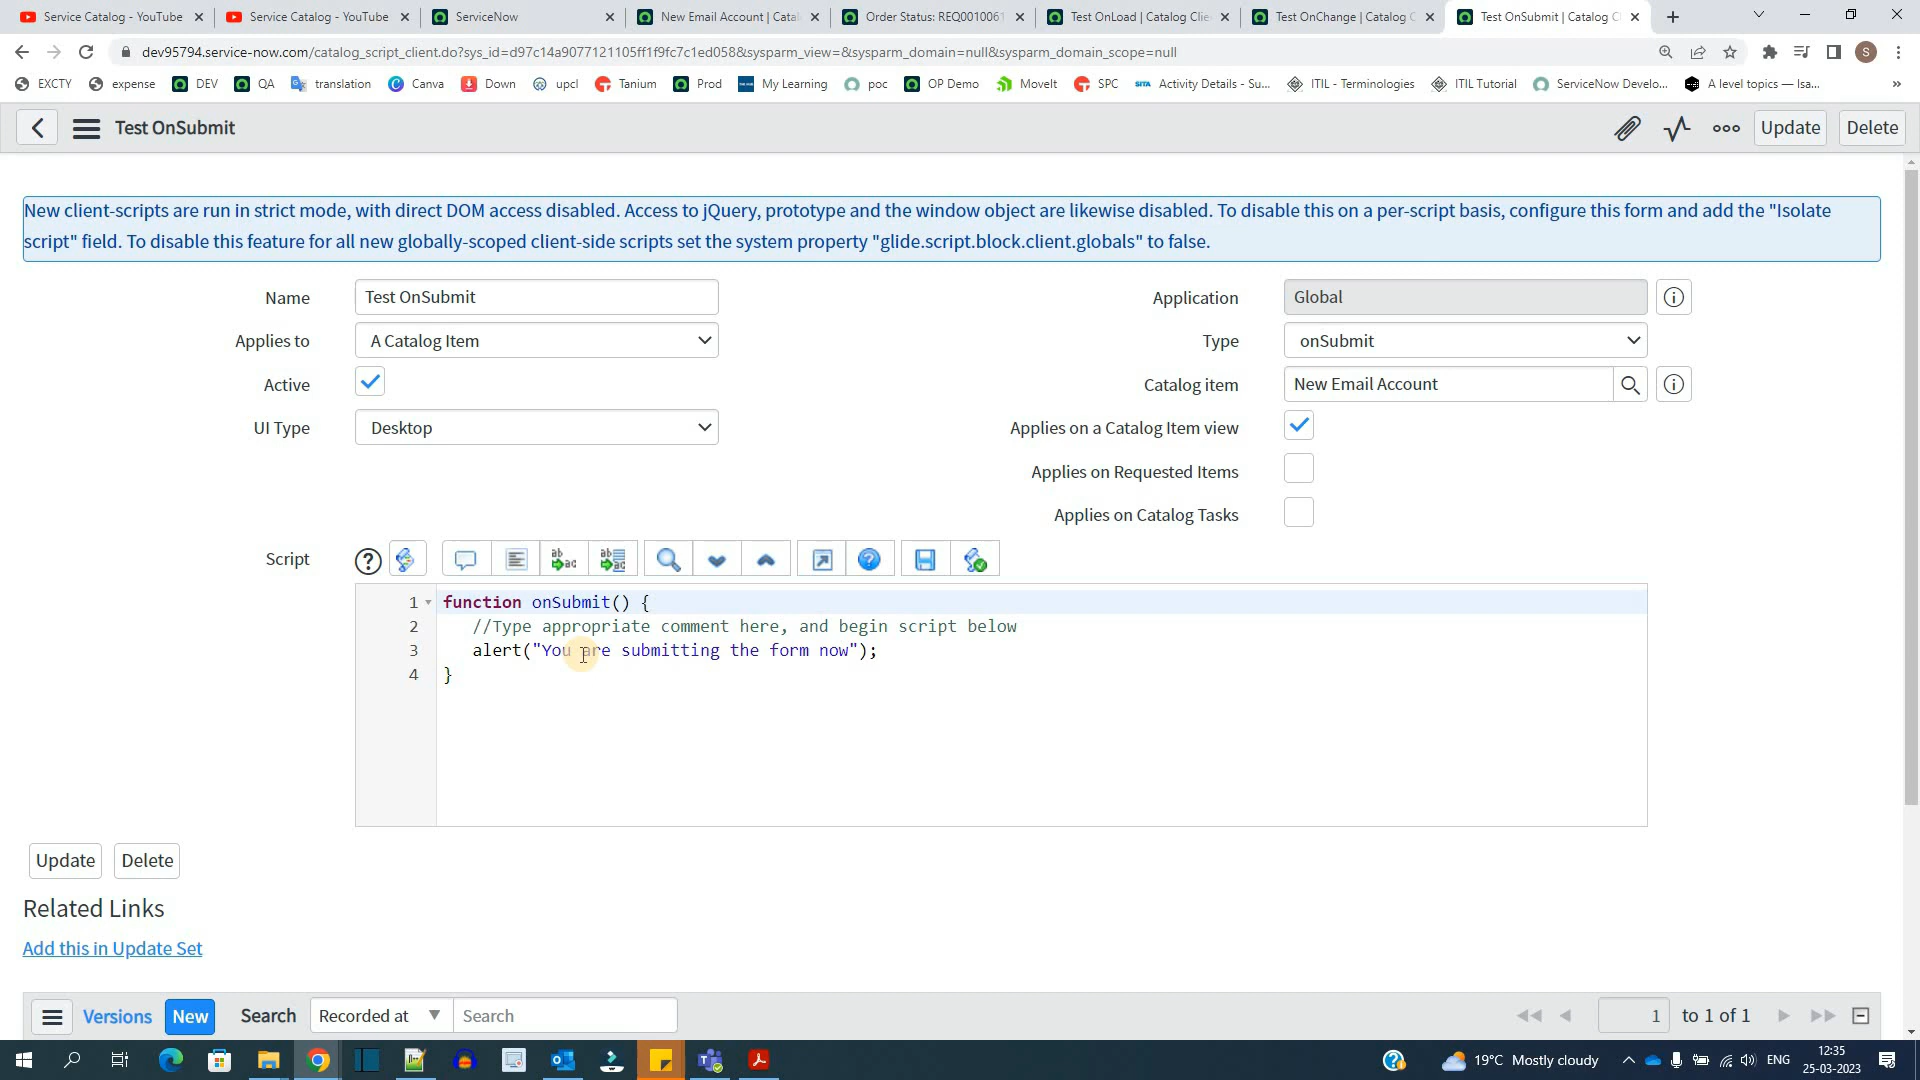 Service Catalog - YouTube
Service Catalog - YouTube
ServiceNow
New Email Account | Catal
Order Status: REQ0010061
Test OnLoad | Catalog Clie
Test OnChange | Catalog C
Test OnSubmit | Catalog C
dev95794.service-now.com/catalog_script_client.do?sys_id=d97c14a9077121105ff1f9fc7c1ed058&sysparm_view=&sysparm_domain=null&sysparm_domain_scope=null
S
EXCTY
expense
DEV
QA
translation
Canva
Down
upcl
Tanium
Prod
My Learning
poc
OP Demo
MoveIt
SPC
SITA Activity Details - Su...
ITIL - Terminologies
ITIL Tutorial
ServiceNow Develo...
A level topics — Isa...
Test OnSubmit
Update
Delete
New client-scripts are run in strict mode, with direct DOM access disabled. Access to jQuery, prototype and the window object are likewise disabled. To disable this on a per-script basis, configure this form and add the "Isolate
script" field. To disable this feature for all new globally-scoped client-side scripts set the system property "glide.script.block.client.globals" to false.
Name
Test OnSubmit
Application
Global
Applies to
A Catalog Item
Type
onSubmit
Active
Catalog item
New Email Account
UI Type
Desktop
Applies on a Catalog Item view
Applies on Requested Items
Applies on Catalog Tasks
Script
1 function onSubmit() {
2 //Type appropriate comment here, and begin script below
3 alert("You are submitting the form now");
4 }
Update
Delete
Related Links
Add this in Update Set
Versions
New
Search
Recorded at
Search
1
to 1 of 1
19°C Mostly cloudy
ENG
12:35
25-03-2023